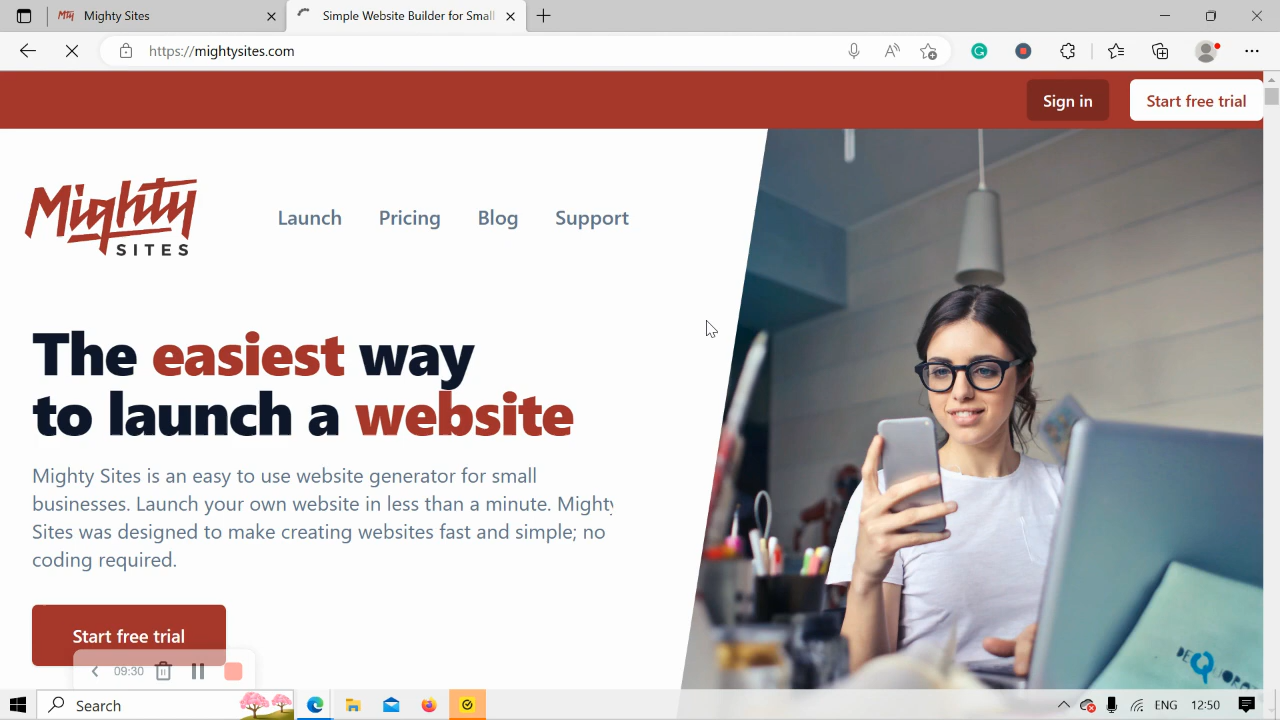 Mighty Sites
Simple Website Builder for Small
https://mightysites.com
Sign in
Start free trial
Mighty
SITES
Launch
Pricing
Blog
Support
The easiest way
to launch a website
Mighty Sites is an easy to use website generator for small
businesses. Launch your own website in less than a minute. Mighty
Sites was designed to make creating websites fast and simple; no
coding required.
Start free trial
09:30
Search
ENG
12:50